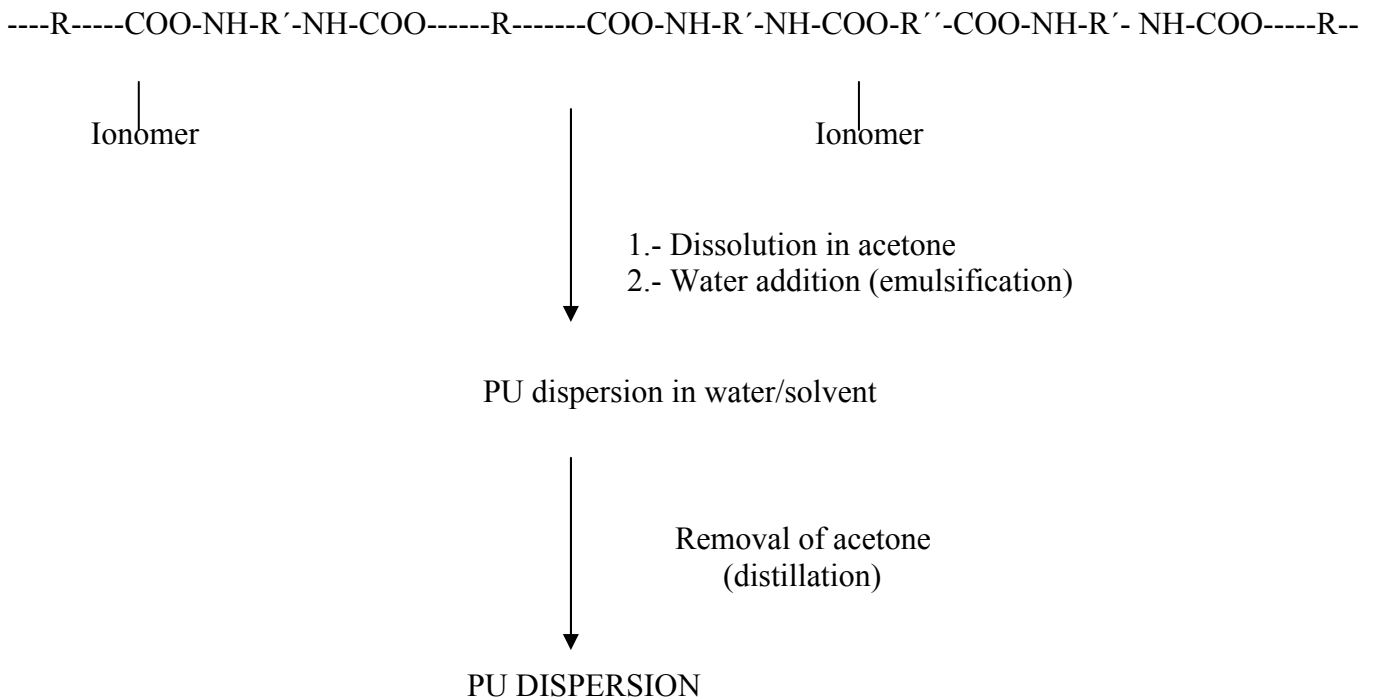 ----R-----COO-NH-R´-NH-COO------R-------COO-NH-R´-NH-COO-R´´-COO-NH-R´- NH-COO-----R--
Ionomer Ionomer
1.- Dissolution in acetone
2.- Water addition (emulsification)
PU dispersion in water/solvent
Removal of acetone
(distillation)
PU DISPERSION